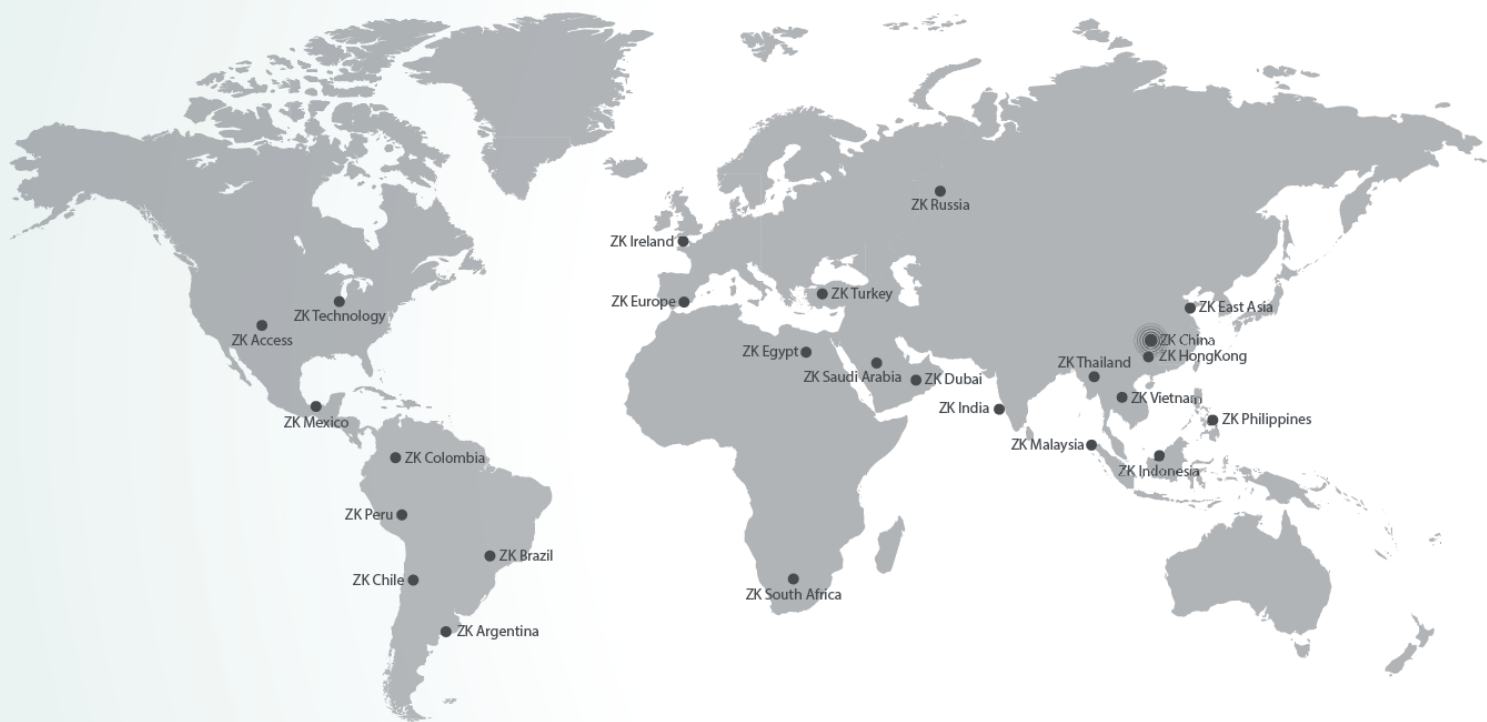 ZK Russia
ZK Ireland
ZK Europe
ZK Turkey
ZK East Asia
ZK Technology
ZK Access
ZK China
ZK HongKong
ZK Egypt
ZK Thailand
ZK Saudi Arabia
ZK Dubai
ZK Vietnam
ZK India
ZK Mexico
ZK Philippines
ZK Malaysia
ZK Colombia
ZK Indonesia
ZK Peru
ZK Brazil
ZK Chile
ZK South Africa
ZK Argentina